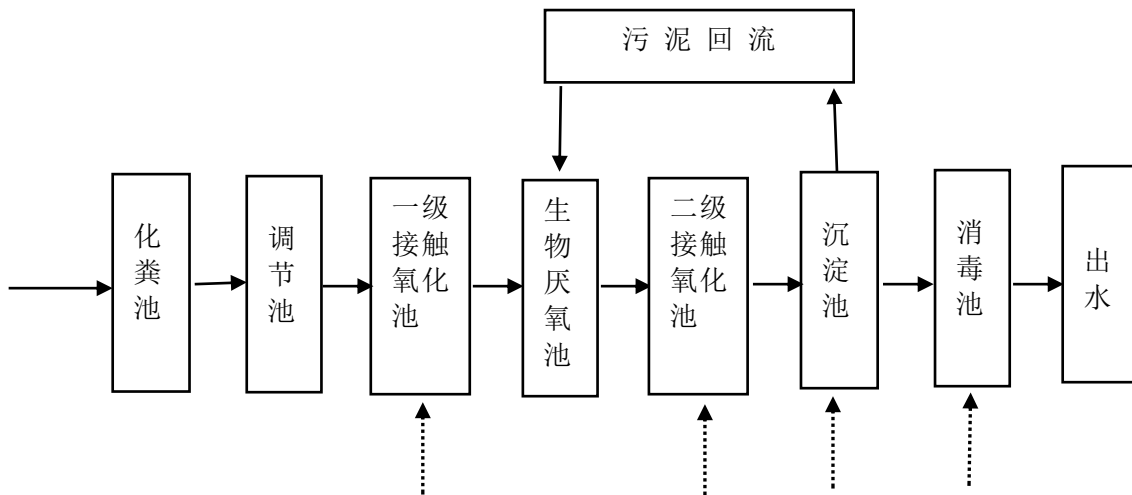 污泥回流
化粪池
调节池
一级
接触
氧化
池
生物厌氧池
二级
接触
氧化
池
沉淀池
消毒池
出水